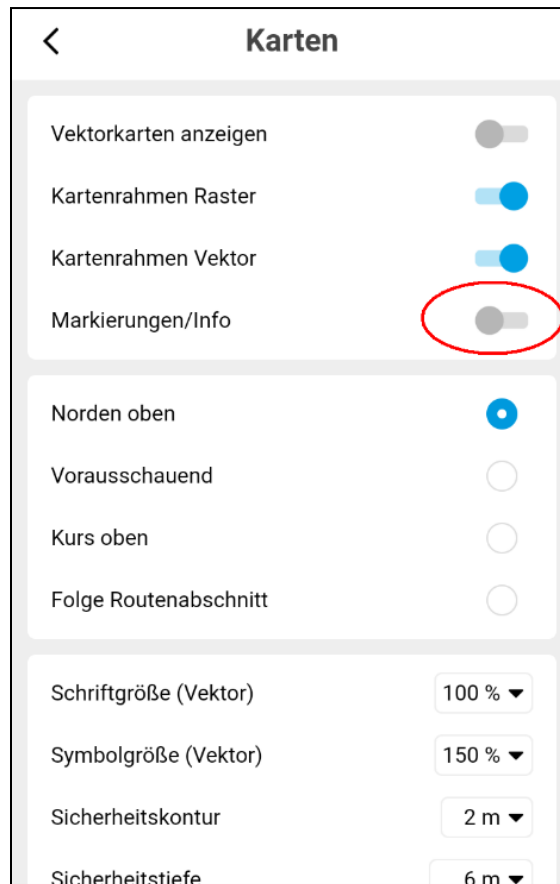 Karten
Vektorkarten anzeigen
Kartenrahmen Raster
Kartenrahmen Vektor
Markierungen/Info
Norden oben
Vorausschauend
Kurs oben
Folge Routenabschnitt
Schriftgröße (Vektor) 100 %
Symbolgröße (Vektor) 150 %
Sicherheitskontur 2 m
Sicherheitstiefe 6 m